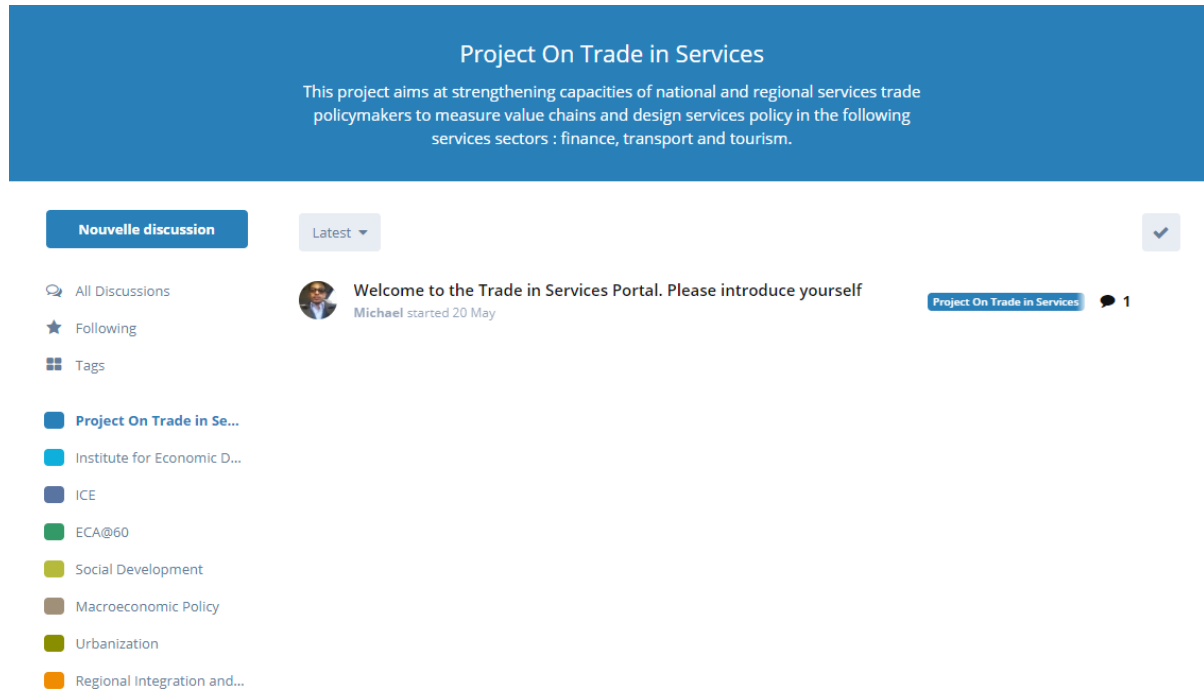 Project On Trade in Services
This project aims at strengthening capacities of national and regional services trade
policymakers to measure value chains and design services policy in the following
services sectors : finance, transport and tourism.
Nouvelle discussion
Latest
All Discussions
Following
Tags
Project On Trade in Se...
Institute for Economic D...
ICE
ECA@60
Social Development
Macroeconomic Policy
Urbanization
Regional Integration and...
Welcome to the Trade in Services Portal. Please introduce yourself
Michael started 20 May
Project On Trade in Services
1